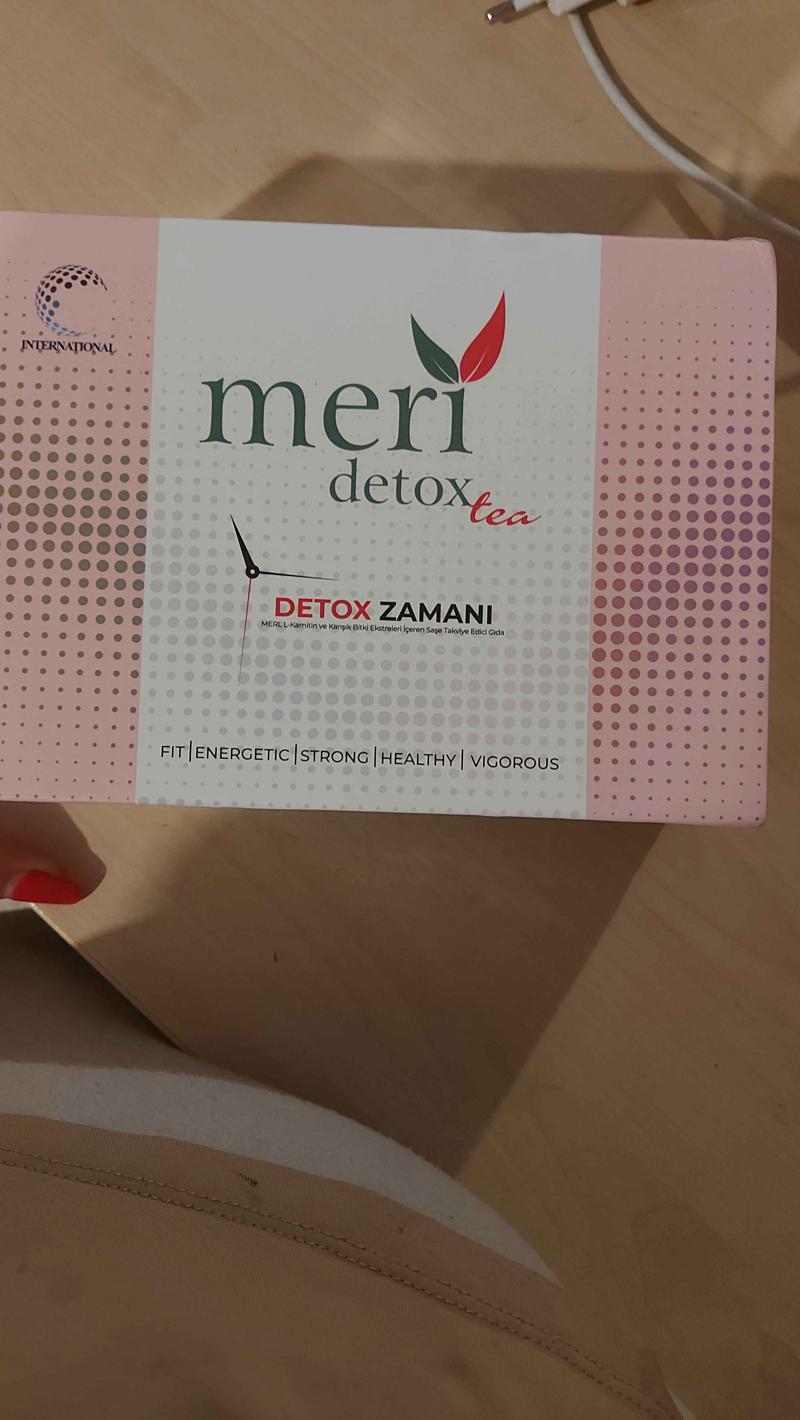 INTERNATIONAL
meri
detox tea
DETOX ZAMANI
MERI, L-Karnitin ve Karışık Bitki Ekstreleri İçeren Saşe Takviye Edici Gıda
FIT|ENERGETIC|STRONG|HEALTHY|VIGOROUS